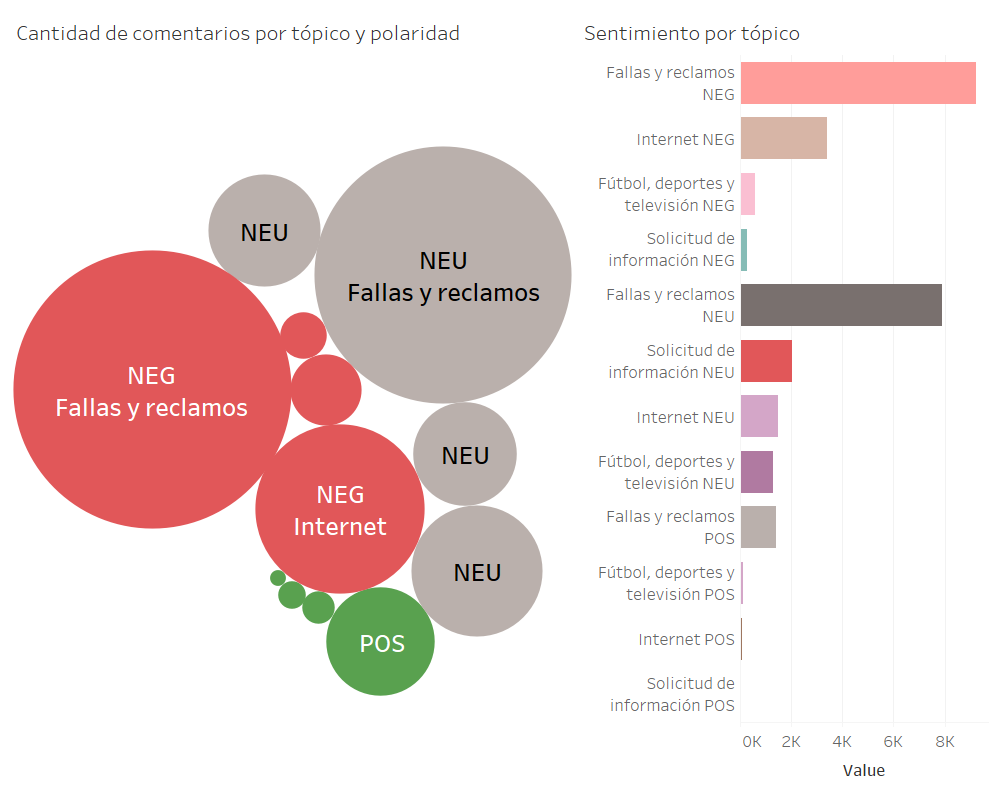 Cantidad de comentarios por tópico y polaridad
NEU
NEU
Fallas y reclamos
NEG
Fallas y reclamos
NEU
NEG
Internet
NEU
POS
Sentimiento por tópico
Fallas y reclamos
NEG
Internet NEG
Fútbol, deportes y
televisión NEG
Solicitud de
información NEG
Fallas y reclamos
NEU
Solicitud de
información NEU
Internet NEU
Fútbol, deportes y
televisión NEU
Fallas y reclamos
POS
Fútbol, deportes y
televisión POS
Internet POS
Solicitud de
información POS
0K 2K 4K 6K 8K
Value